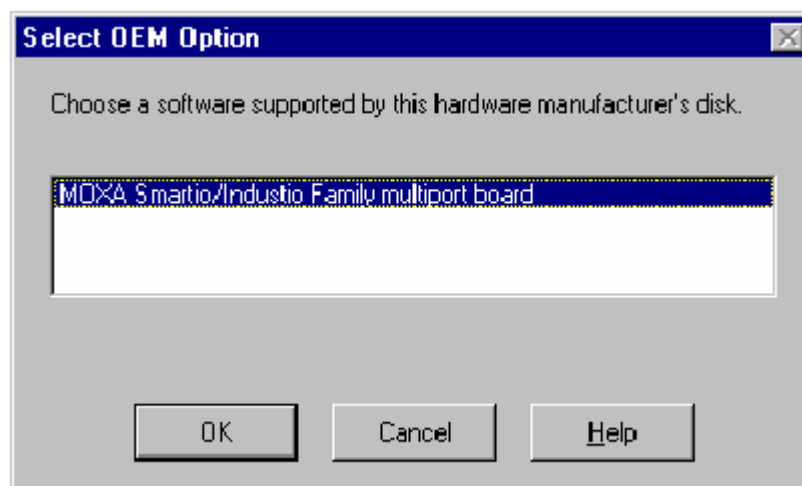 Select OEM Option
Choose a software supported by this hardware manufacturer's disk.
MOXA Smartio/Industio Family multiport board
OK
Cancel
Help